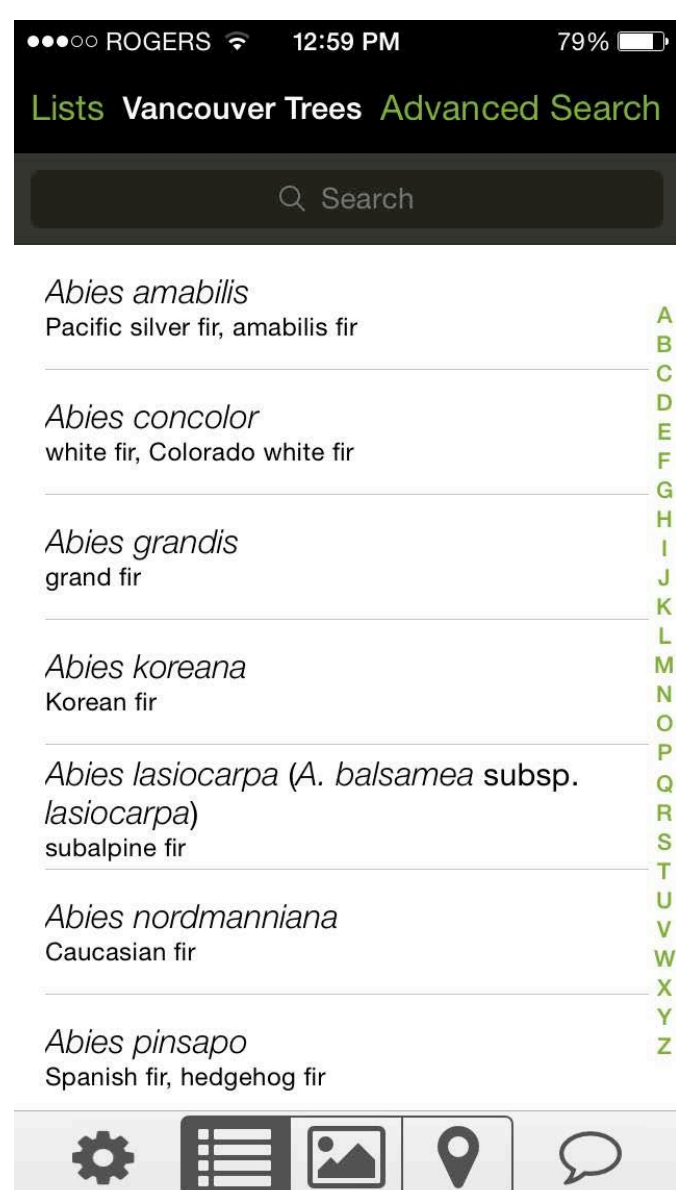 ROGERS 12:59 PM 79%
Lists Vancouver Trees Advanced Search
Search
Abies amabilis
Pacific silver fir, amabilis fir
Abies concolor
white fir, Colorado white fir
Abies grandis
grand fir
Abies koreana
Korean fir
Abies lasiocarpa (A. balsamea subsp.
lasiocarpa)
subalpine fir
Abies nordmanniana
Caucasian fir
Abies pinsapo
Spanish fir, hedgehog fir
A
B
C
D
E
F
G
H
I
J
K
L
M
N
O
P
Q
R
S
T
U
V
W
X
Y
Z